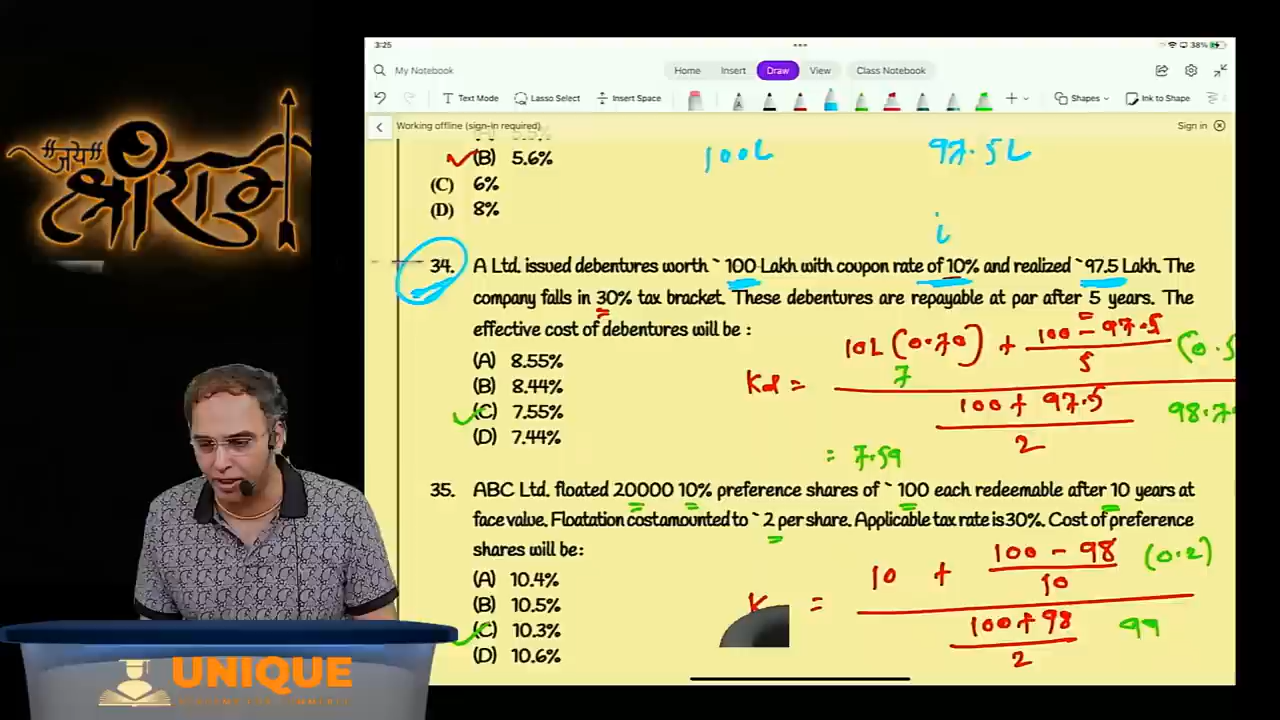 3:25
38%
My Notebook
Home Insert Draw View Class Notebook
Text Mode Lasso Select Insert Space Shapes Ink to Shape
Working offline (sign-in required) Sign in
(B) 5.6% 100L 97.5L
(C) 6%
(D) 8%
i
34. A Ltd. issued debentures worth ` 100 Lakh with coupon rate of 10% and realized ` 97.5 Lakh. The
company falls in 30% tax bracket. These debentures are repayable at par after 5 years. The
effective cost of debentures will be :
(A) 8.55%
(B) 8.44%
(C) 7.55%
(D) 7.44%
Kd = 10L (0.70) + 100 - 97.5
5
(0.5
7
100 + 97.5
2
98.7
= 7.59
35. ABC Ltd. floated 20000 10% preference shares of ` 100 each redeemable after 10 years at
face value. Floatation costamounted to ` 2 per share. Applicable tax rate is 30%. Cost of preference
shares will be:
(A) 10.4%
(B) 10.5%
(C) 10.3%
(D) 10.6%
K = 10 + 100 - 98
10
(0.2)
100 + 98
2
99
"जय"
श्रीराम
UNIQUE